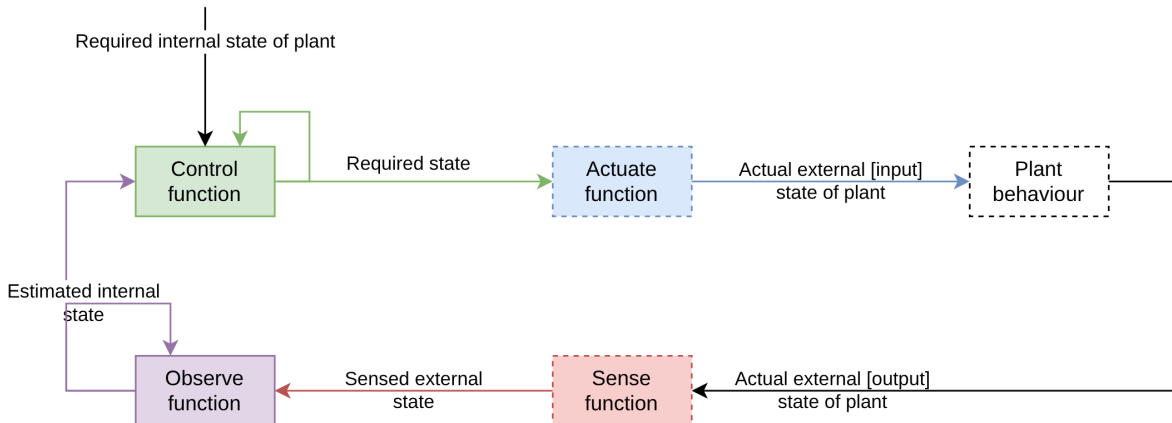 Required internal state of plant
Control
function
Required state
Actuate
function
Actual external [input]
state of plant
Plant
behaviour
Estimated internal
state
Observe
function
Sensed external
state
Sense
function
Actual external [output]
state of plant